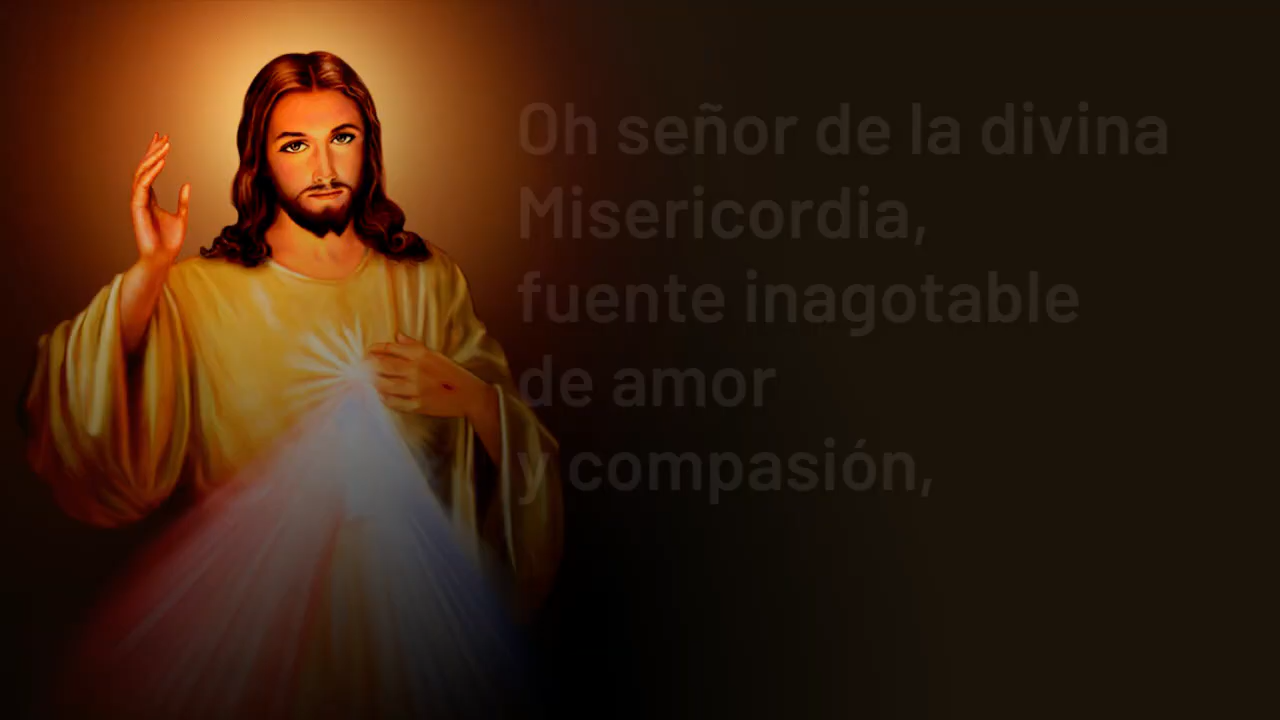 Oh señor de la divina
Misericordia,
fuente inagotable
de amor
y compasión,